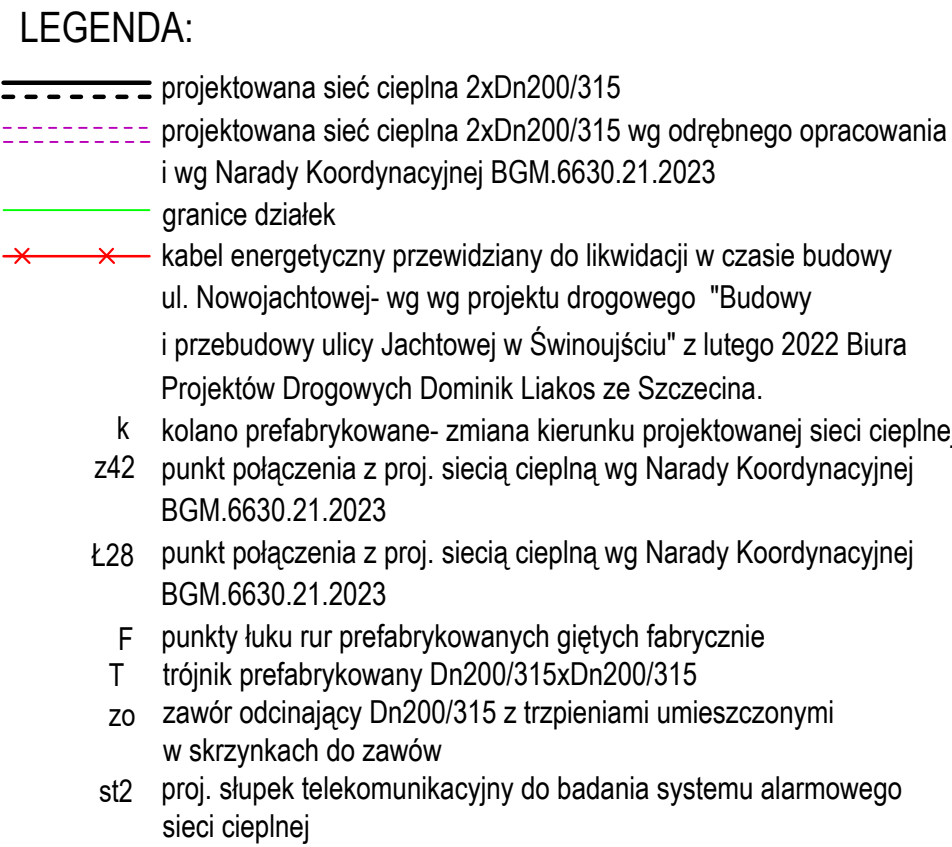 LEGENDA:
projektowana sieć cieplna 2xDn200/315
projektowana sieć cieplna 2xDn200/315 wg odrębnego opracowania
i wg Narady Koordynacyjnej BGM.6630.21.2023
granice działek
kabel energetyczny przewidziany do likwidacji w czasie budowy
ul. Nowojachtowej- wg wg projektu drogowego "Budowy
i przebudowy ulicy Jachtowej w Świnoujściu" z lutego 2022 Biura
Projektów Drogowych Dominik Liakos ze Szczecina.
k kolano prefabrykowane- zmiana kierunku projektowanej sieci cieplnej
z42 punkt połączenia z proj. siecią cieplną wg Narady Koordynacyjnej
BGM.6630.21.2023
Ł28 punkt połączenia z proj. siecią cieplną wg Narady Koordynacyjnej
BGM.6630.21.2023
F punkty łuku rur prefabrykowanych giętych fabrycznie
T trójnik prefabrykowany Dn200/315xDn200/315
zo zawór odcinający Dn200/315 z trzpieniami umieszczonymi
w skrzynkach do zawów
st2 proj. słupek telekomunikacyjny do badania systemu alarmowego
sieci cieplnej